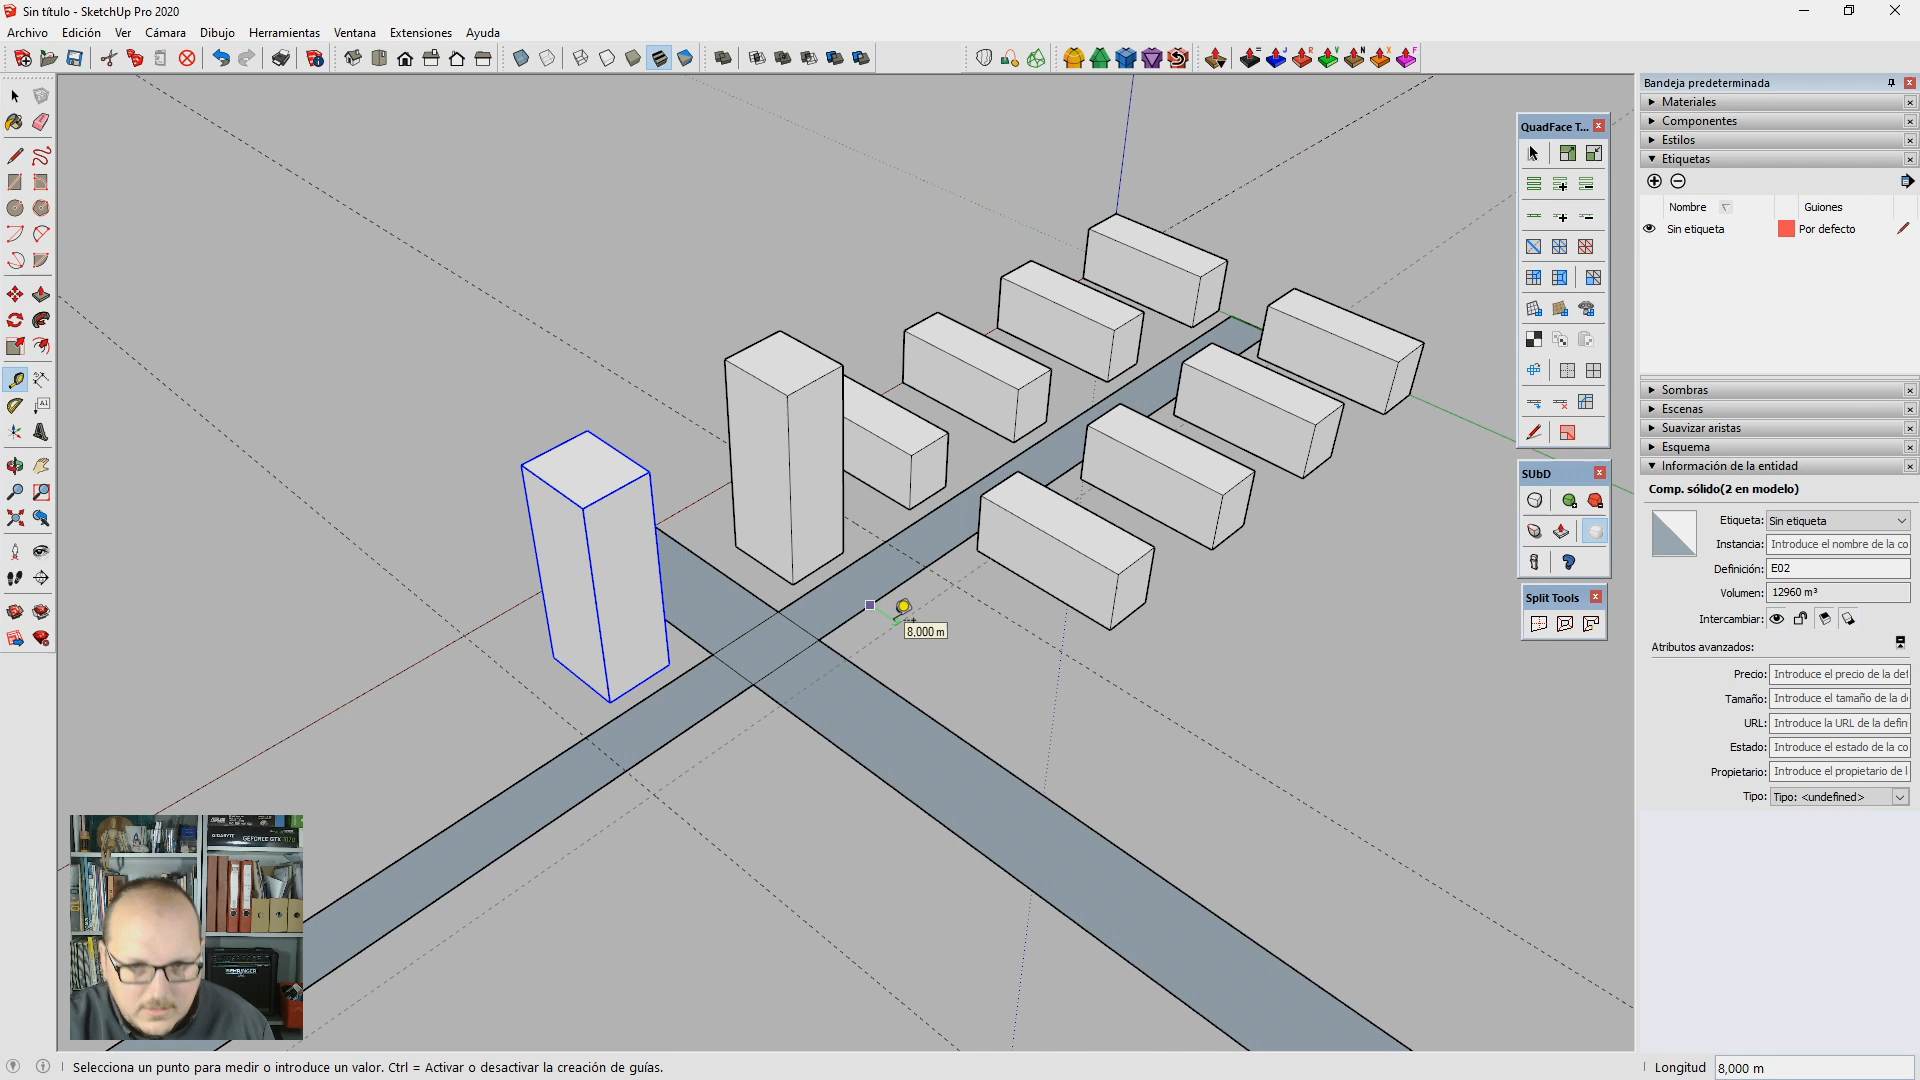 Sin título - SketchUp Pro 2020
Archivo Edición Ver Cámara Dibujo Herramientas Ventana Extensiones Ayuda
Bandeja predeterminada
Materiales
Componentes
Estilos
Etiquetas
Nombre Guiones
Sin etiqueta Por defecto
Sombras
Escenas
Suavizar aristas
Esquema
Información de la entidad
Comp. sólido(2 en modelo)
Etiqueta: Sin etiqueta
Instancia: Introduce el nombre de la co
Definición: E02
Volumen: 12960 m³
Intercambiar:
Atributos avanzados:
Precio: Introduce el precio de la def
Tamaño: Introduce el tamaño de la d
URL: Introduce la URL de la defin
Estado: Introduce el estado de la co
Propietario: Introduce el propietario de l
Tipo: Tipo: <undefined>
QuadFace T...
SUbD
Split Tools
8,000 m
GEFORCE GTX
Selecciona un punto para medir o introduce un valor. Ctrl = Activar o desactivar la creación de guías.
Longitud 8,000 m